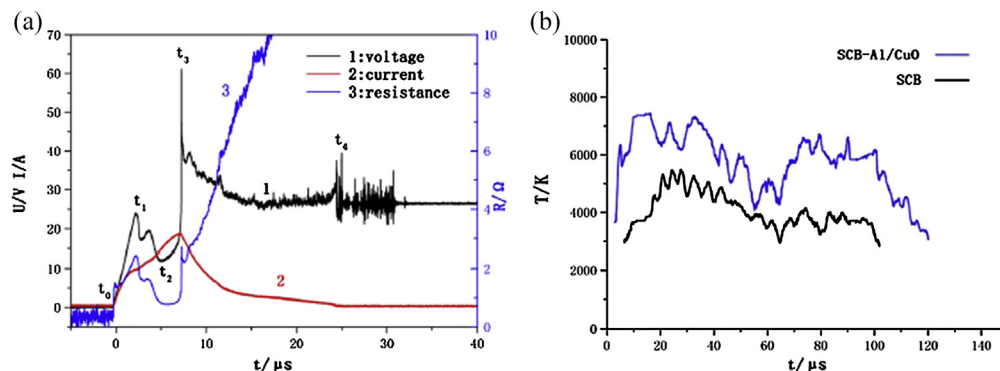 (a)
70
60
50
40
30
20
10
0
U/V I/A
0
10
20
30
40
t/μs
10
8
6
4
2
0
R/Ω
1:voltage
2:current
3:resistance
t0
t1
t2
t3
t4
1
2
3
(b)
10000
8000
6000
4000
2000
0
T/K
0
20
40
60
80
100
120
140
t/μs
SCB-Al/CuO
SCB